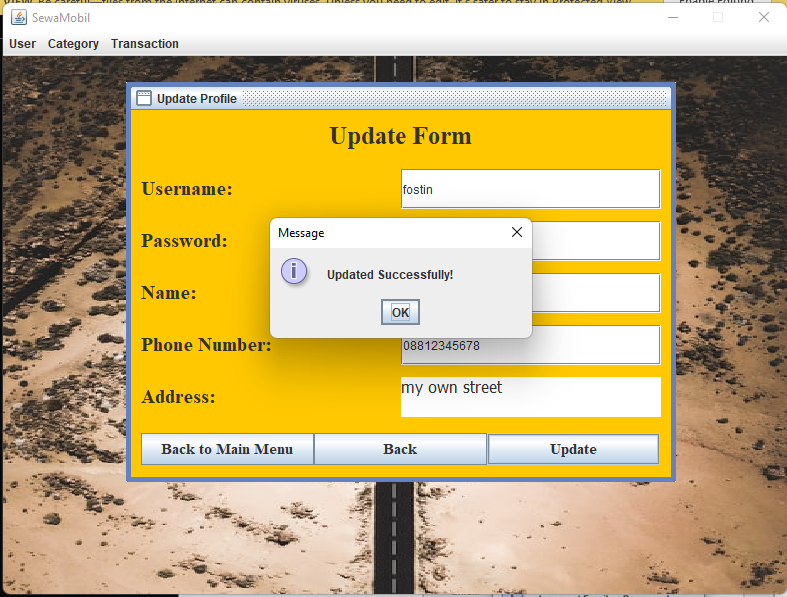 SewaMobil
User Category Transaction
Update Profile
Update Form
Username: fostin
Password:
Message
Updated Successfully!
OK
Name:
Phone Number: 08812345678
Address: my own street
Back to Main Menu Back Update